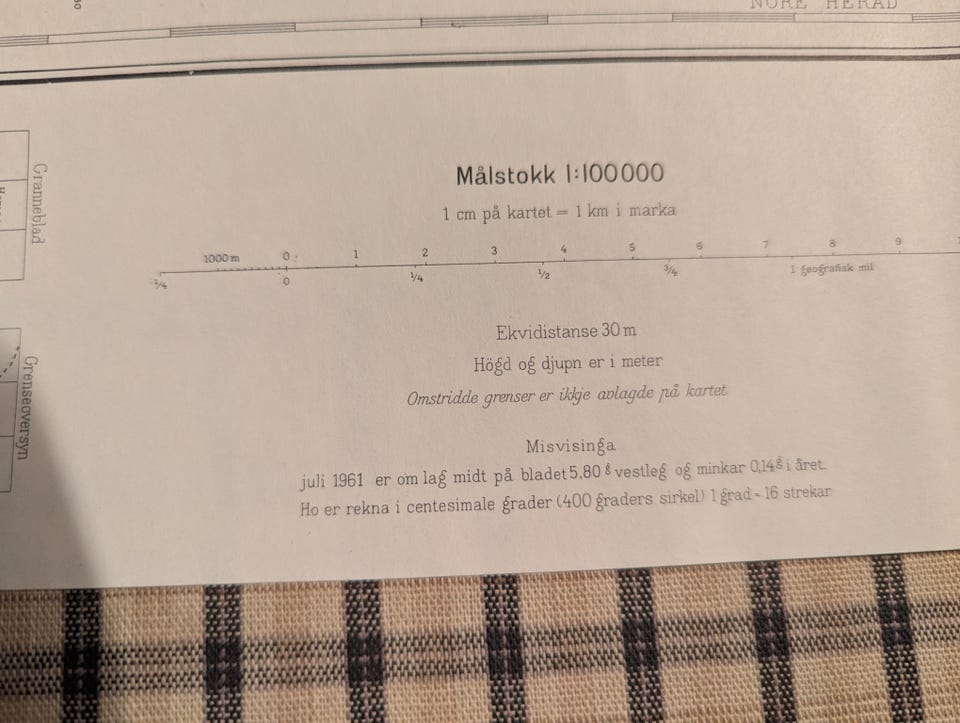 NORE HERAD
Granneblad
Målstokk 1:100000
1 cm på kartet = 1 km i marka
1000 m 0 1 2 3 4 5 6 7 8 9
1/4 0 1/4 1/2 3/4 1 geografisk mil
Ekvidistanse 30 m
Högd og djupn er i meter
Omstridde grenser er ikkje avlagde på kartet
Grenseoversyn
Misvisinga
juli 1961 er om lag midt på bladet 5,80 g vestleg og minkar 0,14 g i året.
Ho er rekna i centesimale grader (400 graders sirkel) 1 grad = 16 strekar